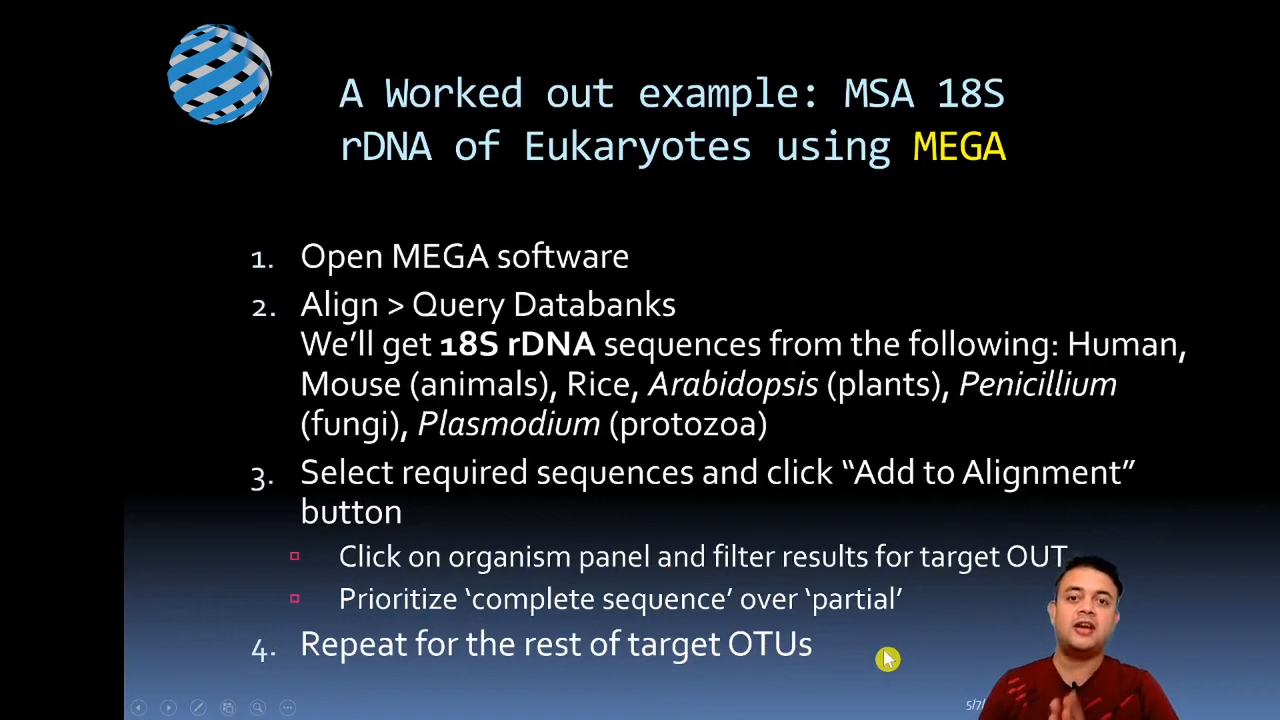 A Worked out example: MSA 18S
rDNA of Eukaryotes using MEGA
1. Open MEGA software
2. Align > Query Databanks
We'll get 18S rDNA sequences from the following: Human,
Mouse (animals), Rice, Arabidopsis (plants), Penicillium
(fungi), Plasmodium (protozoa)
3. Select required sequences and click “Add to Alignment”
button
Click on organism panel and filter results for target OUT
Prioritize ‘complete sequence’ over ‘partial’
4. Repeat for the rest of target OTUs
5/7/